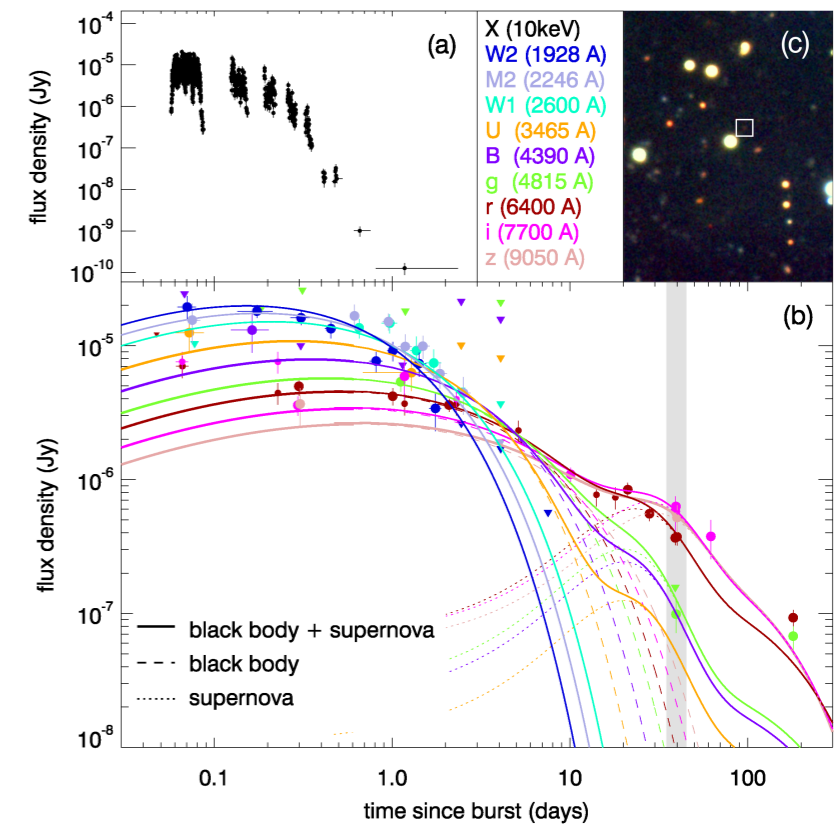 10-4
10-5
10-6
10-7
10-8
10-9
10-10
flux density (Jy)
(a)
X (10keV)
W2 (1928 A)
M2 (2246 A)
W1 (2600 A)
U (3465 A)
B (4390 A)
g (4815 A)
r (6400 A)
i (7700 A)
z (9050 A)
(c)
(b)
10-5
10-6
10-7
10-8
flux density (Jy)
black body + supernova
black body
supernova
0.1 1.0 10 100
time since burst (days)